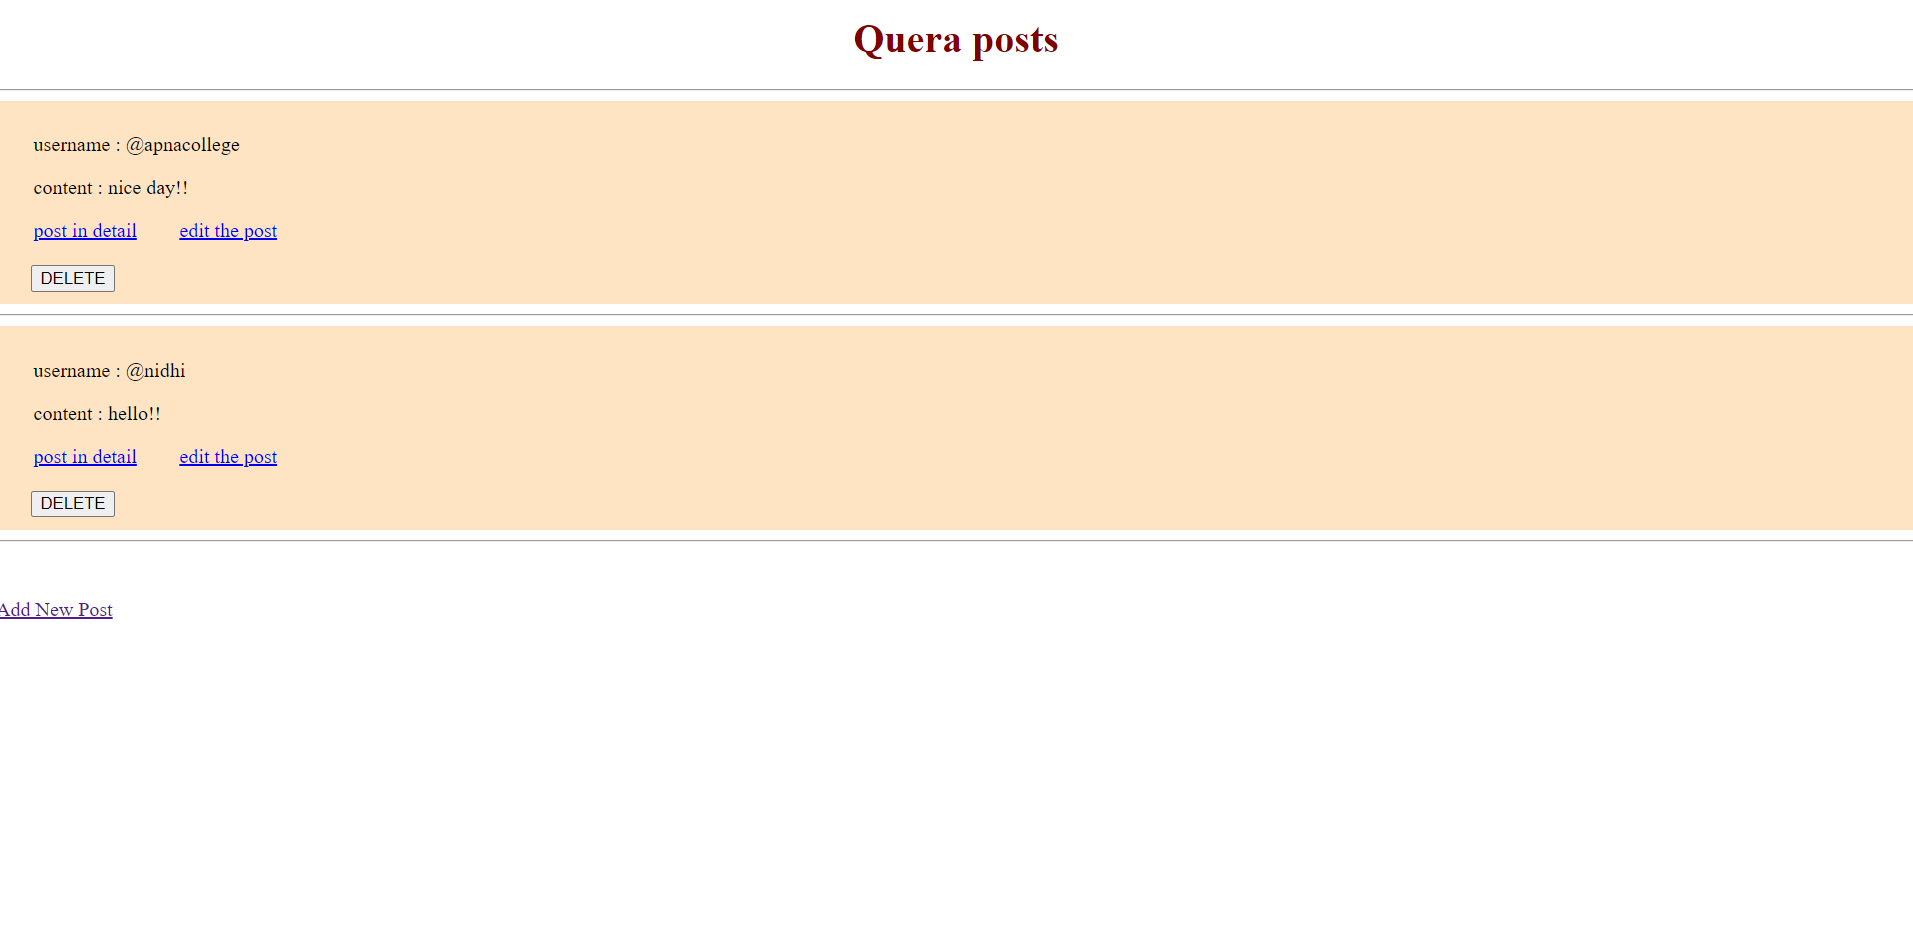 Quera posts
username : @apnacollege
content : nice day!!
post in detail edit the post
DELETE
username : @nidhi
content : hello!!
post in detail edit the post
DELETE
Add New Post